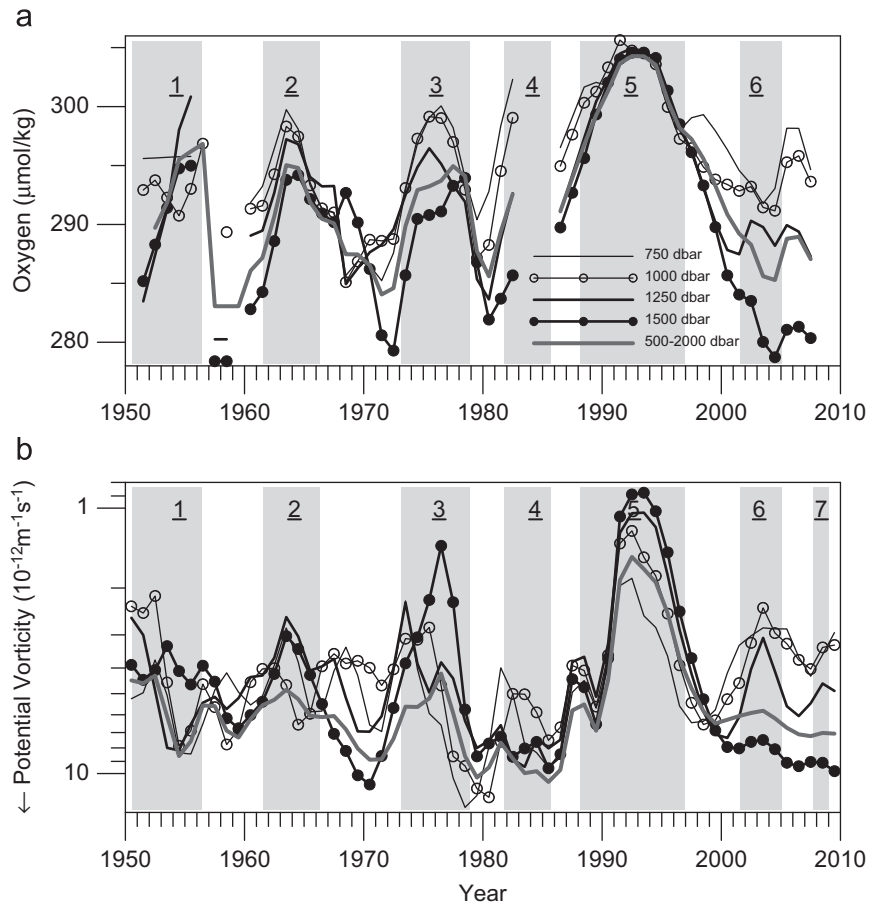 a
Oxygen (μmol/kg)
300
290
280
1 2 3 4 5 6
750 dbar
1000 dbar
1250 dbar
1500 dbar
500-2000 dbar
1950 1960 1970 1980 1990 2000 2010
b
← Potential Vorticity (10⁻¹²m⁻¹s⁻¹)
1
10
1 2 3 4 5 6 7
1950 1960 1970 1980 1990 2000 2010
Year